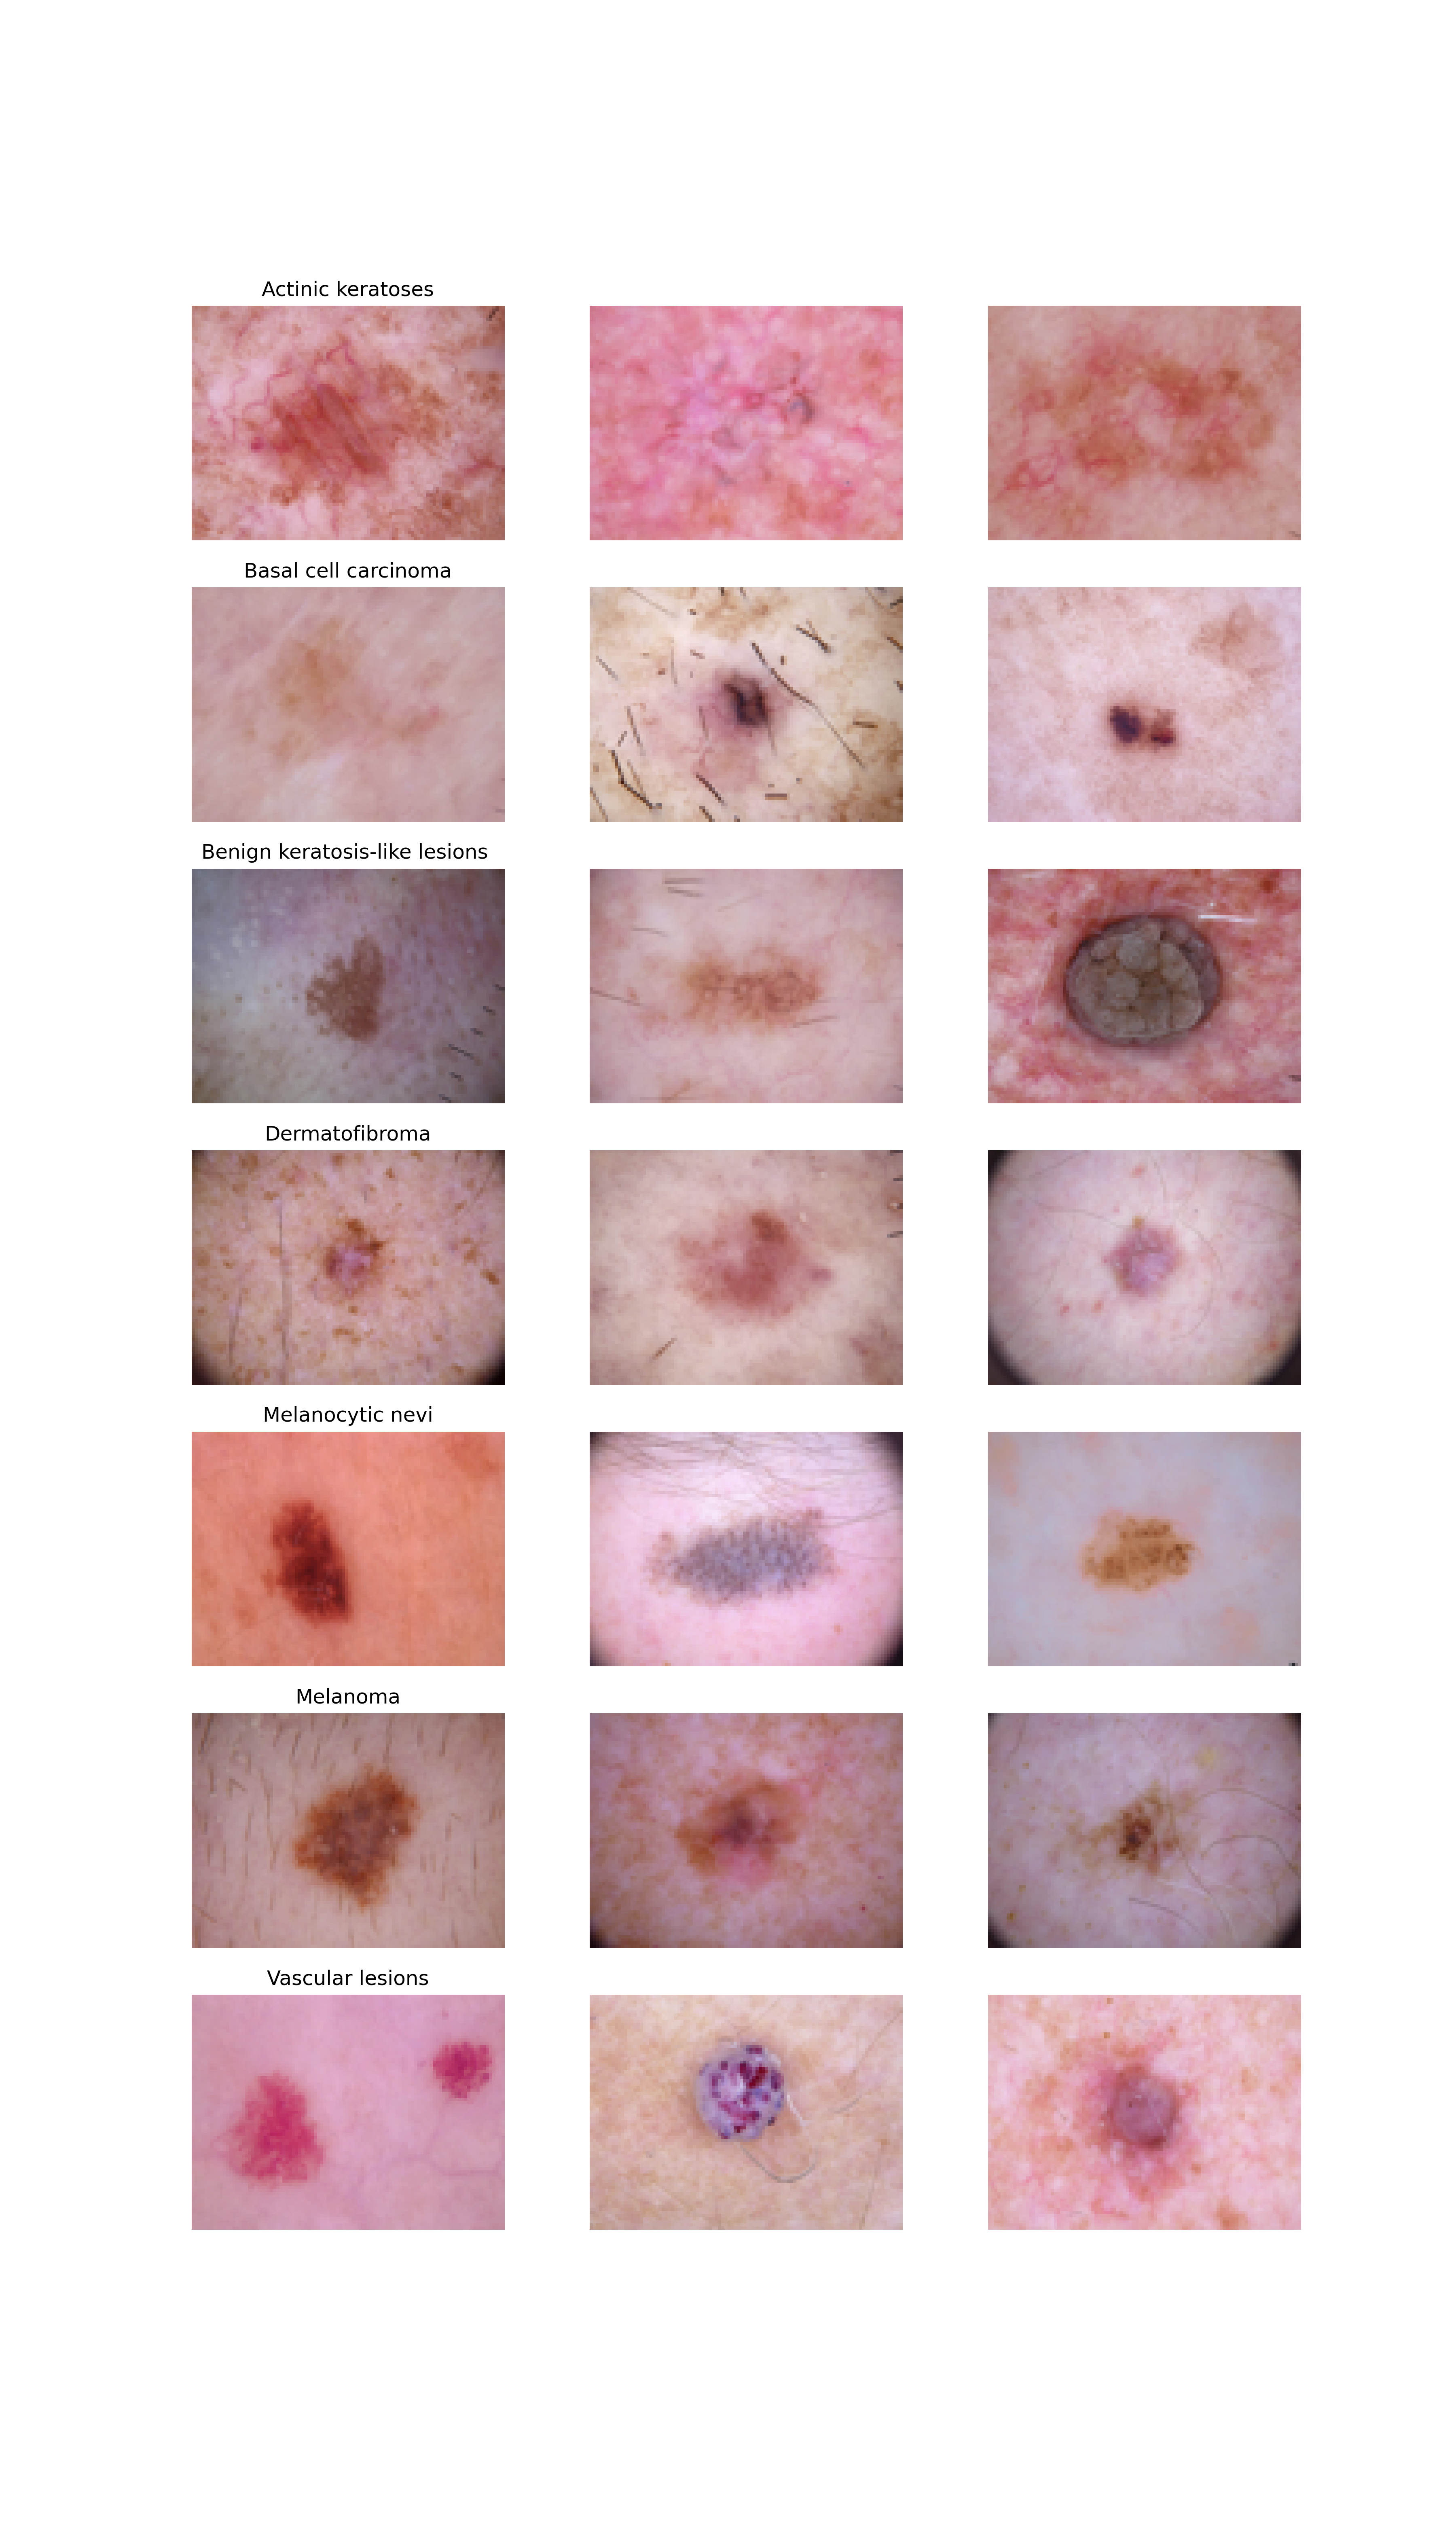 Actinic keratoses
Basal cell carcinoma
Benign keratosis-like lesions
Dermatofibroma
Melanocytic nevi
Melanoma
Vascular lesions